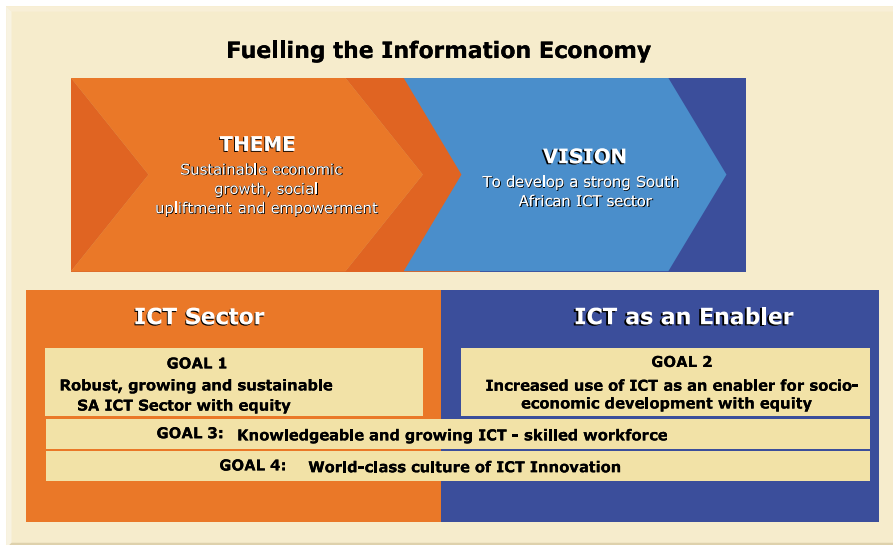 Fuelling the Information Economy
THEME
Sustainable economic
growth, social
upliftment and empowerment
VISION
To develop a strong South
African ICT sector
ICT Sector
GOAL 1
Robust, growing and sustainable
SA ICT Sector with equity
ICT as an Enabler
GOAL 2
Increased use of ICT as an enabler for socio-
economic development with equity
GOAL 3: Knowledgeable and growing ICT - skilled workforce
GOAL 4: World-class culture of ICT Innovation